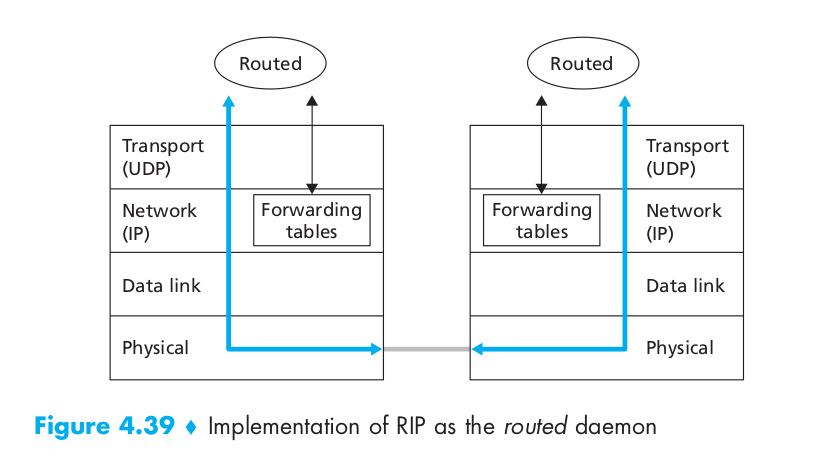 Routed
Routed
Transport
(UDP)
Transport
(UDP)
Network
(IP)
Forwarding
tables
Forwarding
tables
Network
(IP)
Data link
Data link
Physical
Physical
Figure 4.39 ♦ Implementation of RIP as the routed daemon